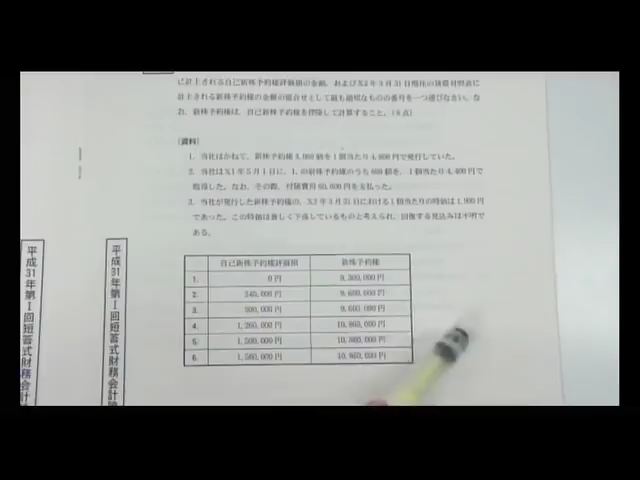 に計上される自己新株予約権評価損の金額、およびX2年3月31日現在の貸借対照表に
計上される新株予約権の金額の組合せとして最も適切なものの番号を一つ選びなさい。な
お、新株予約権は、自己新株予約権を控除して計算すること。(8点)
(資料)
1. 当社はかねて、新株予約権 個を1個当たり 円で発行していた。
2. 当社はX1年5月1日に、1.の新株予約権のうち600個を、1個当たり4,400円で
取得した。なお、その際、付随費用60,000円を支払った。
3. 当社が発行した新株予約権の、X2年3月31日における1個当たりの時価は1,900円
であった。この時価は著しく下落しているものと考えられ、回復する見込みは不明で
ある。
自己新株予約権評価損 新株予約権
1. 0円
2. 240,000円 9,600,000円
3. 300,000円 9,600,000円
4. 1,260,000円 10,860,000円
5. 1,500,000円 10,860,000円
6. 1,560,000円 10,860,000円
平成31年第Ⅰ回短答式財務会計
平成31年第Ⅰ回短答式財務会計論